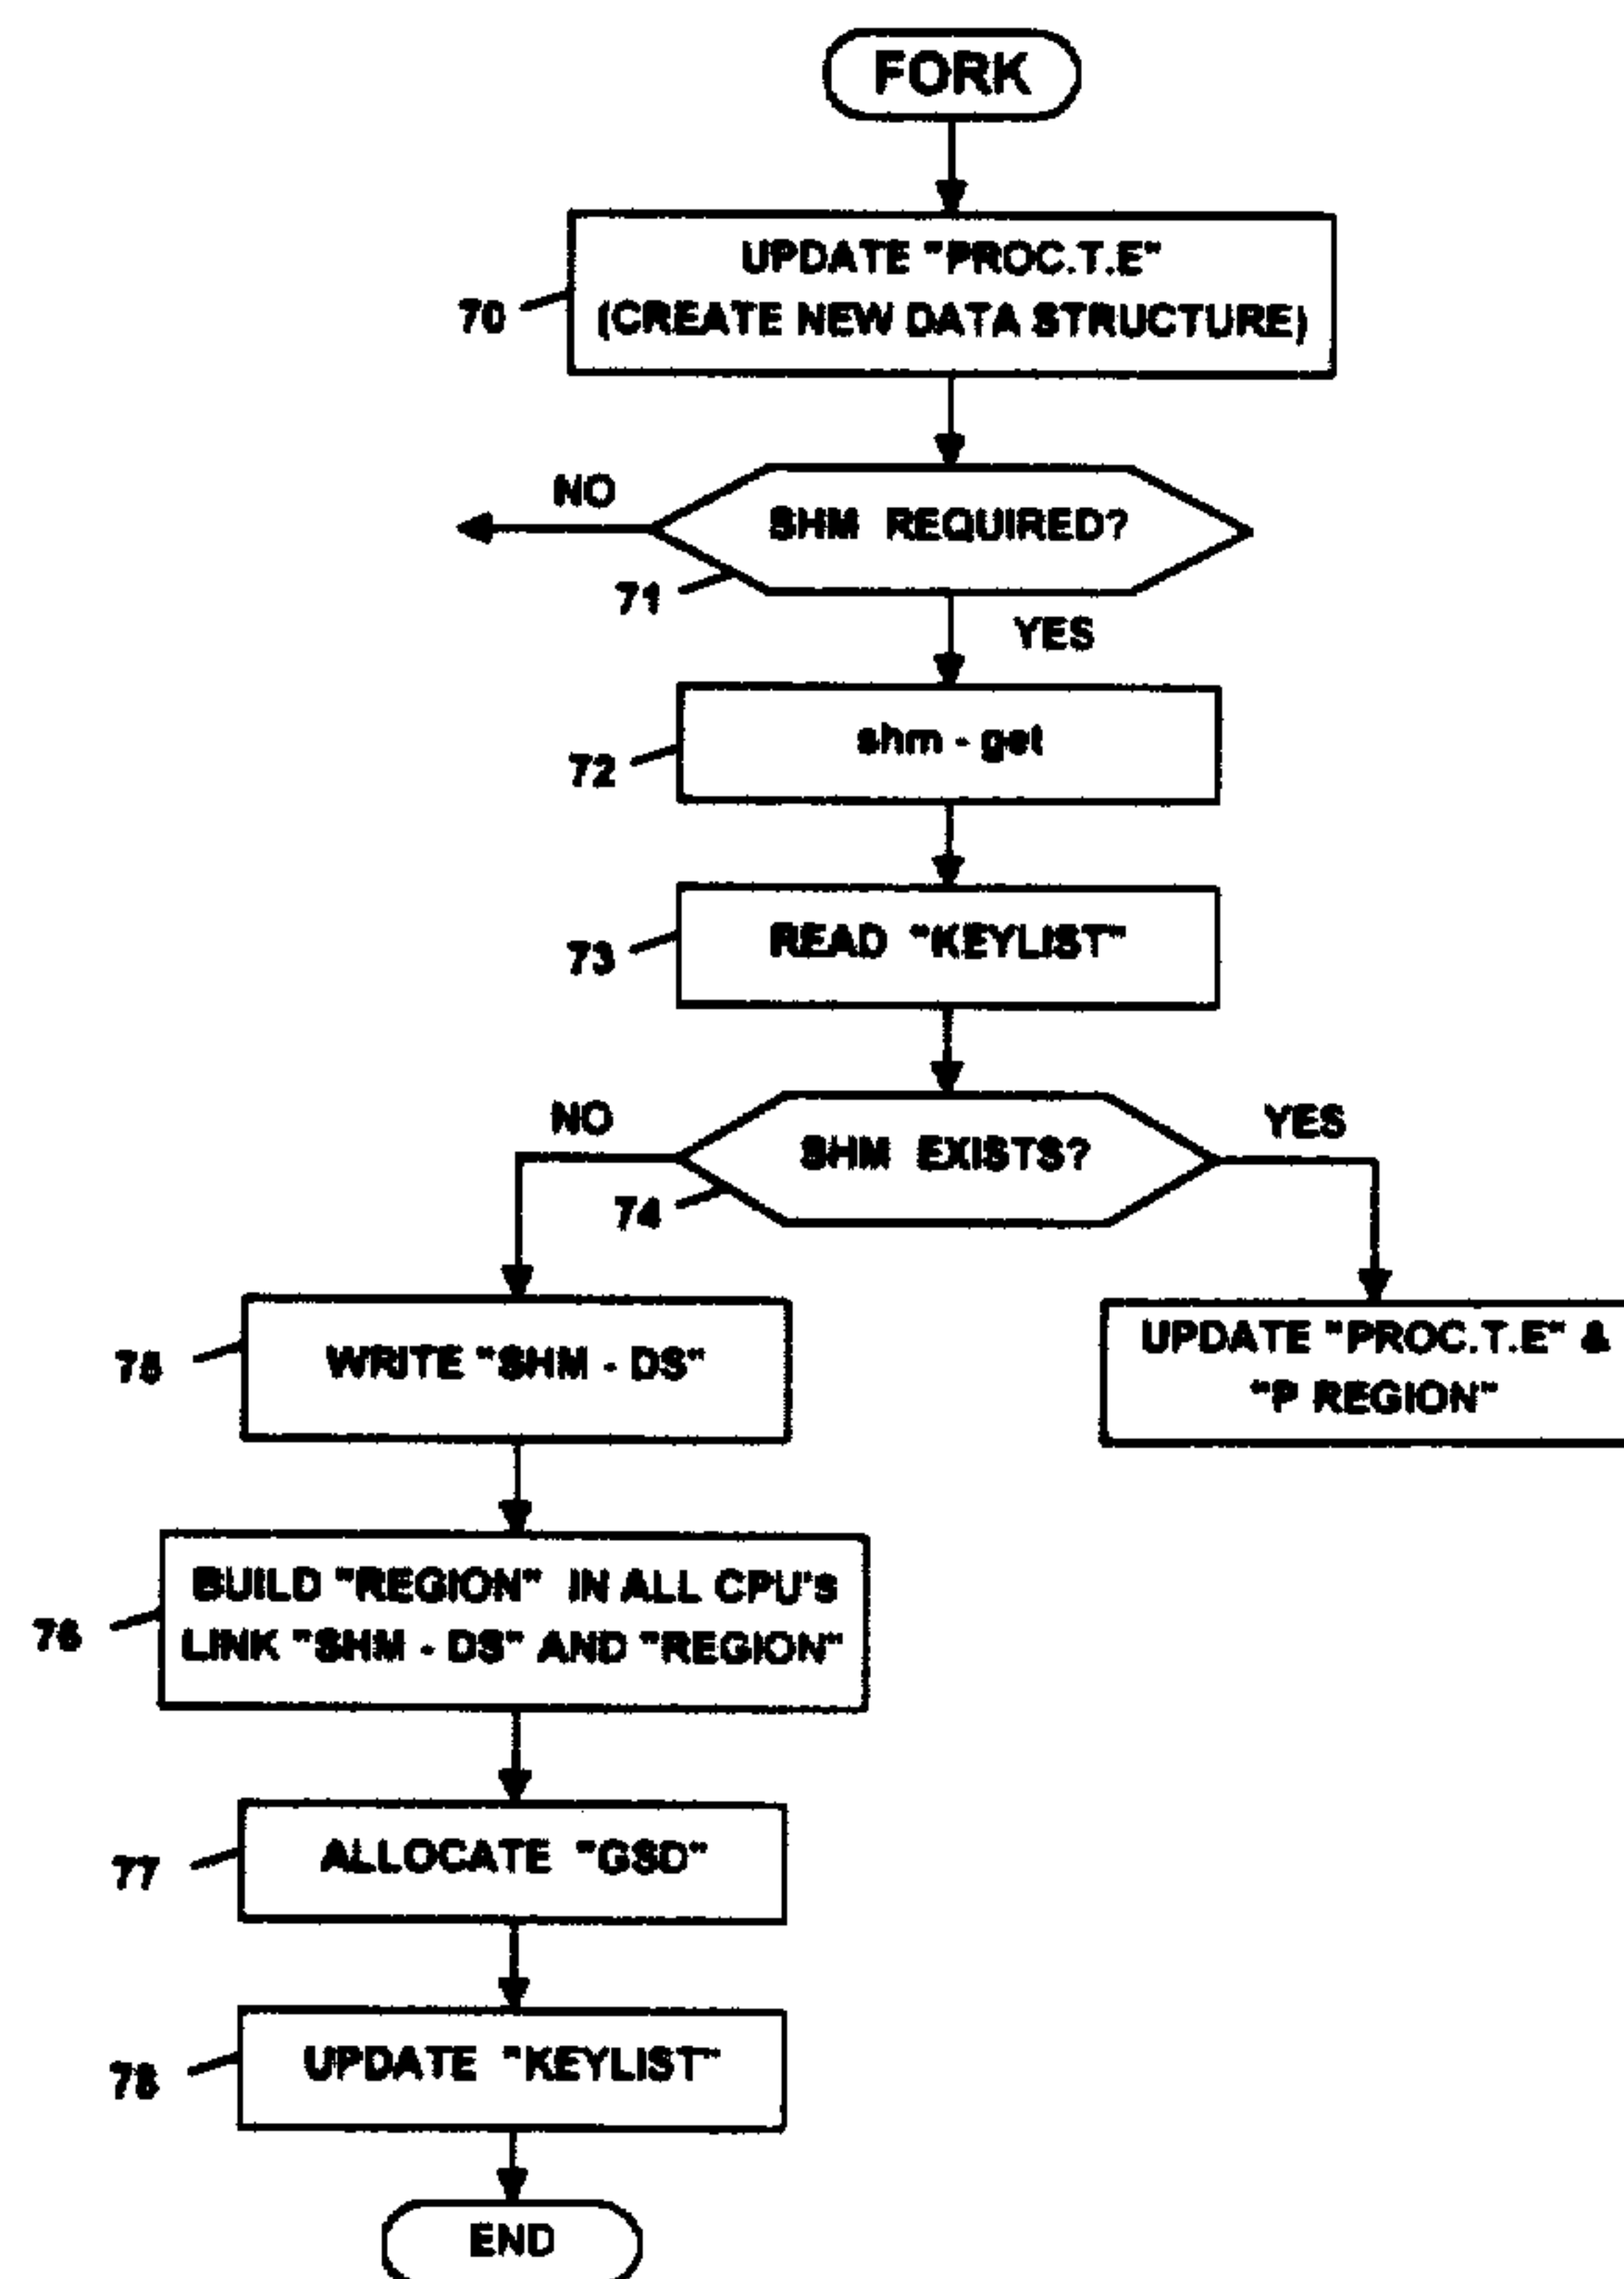 FORK
UPDATE "PROC.T.E"
(CREATE NEW DATA STRUCTURE)
70
NO
SHM REQUIRED?
71
YES
shm - get
72
READ "KEYLIST"
73
NO
SHM EXISTS?
YES
74
WRITE "SHM - DS"
75
UPDATE "PROC.T.E" &
"P REGION"
BUILD "REGION" IN ALL CPU's
LINK "SHM - DS" AND "REGION"
76
ALLOCATE "GSD"
77
UPDATE "KEYLIST"
78
END